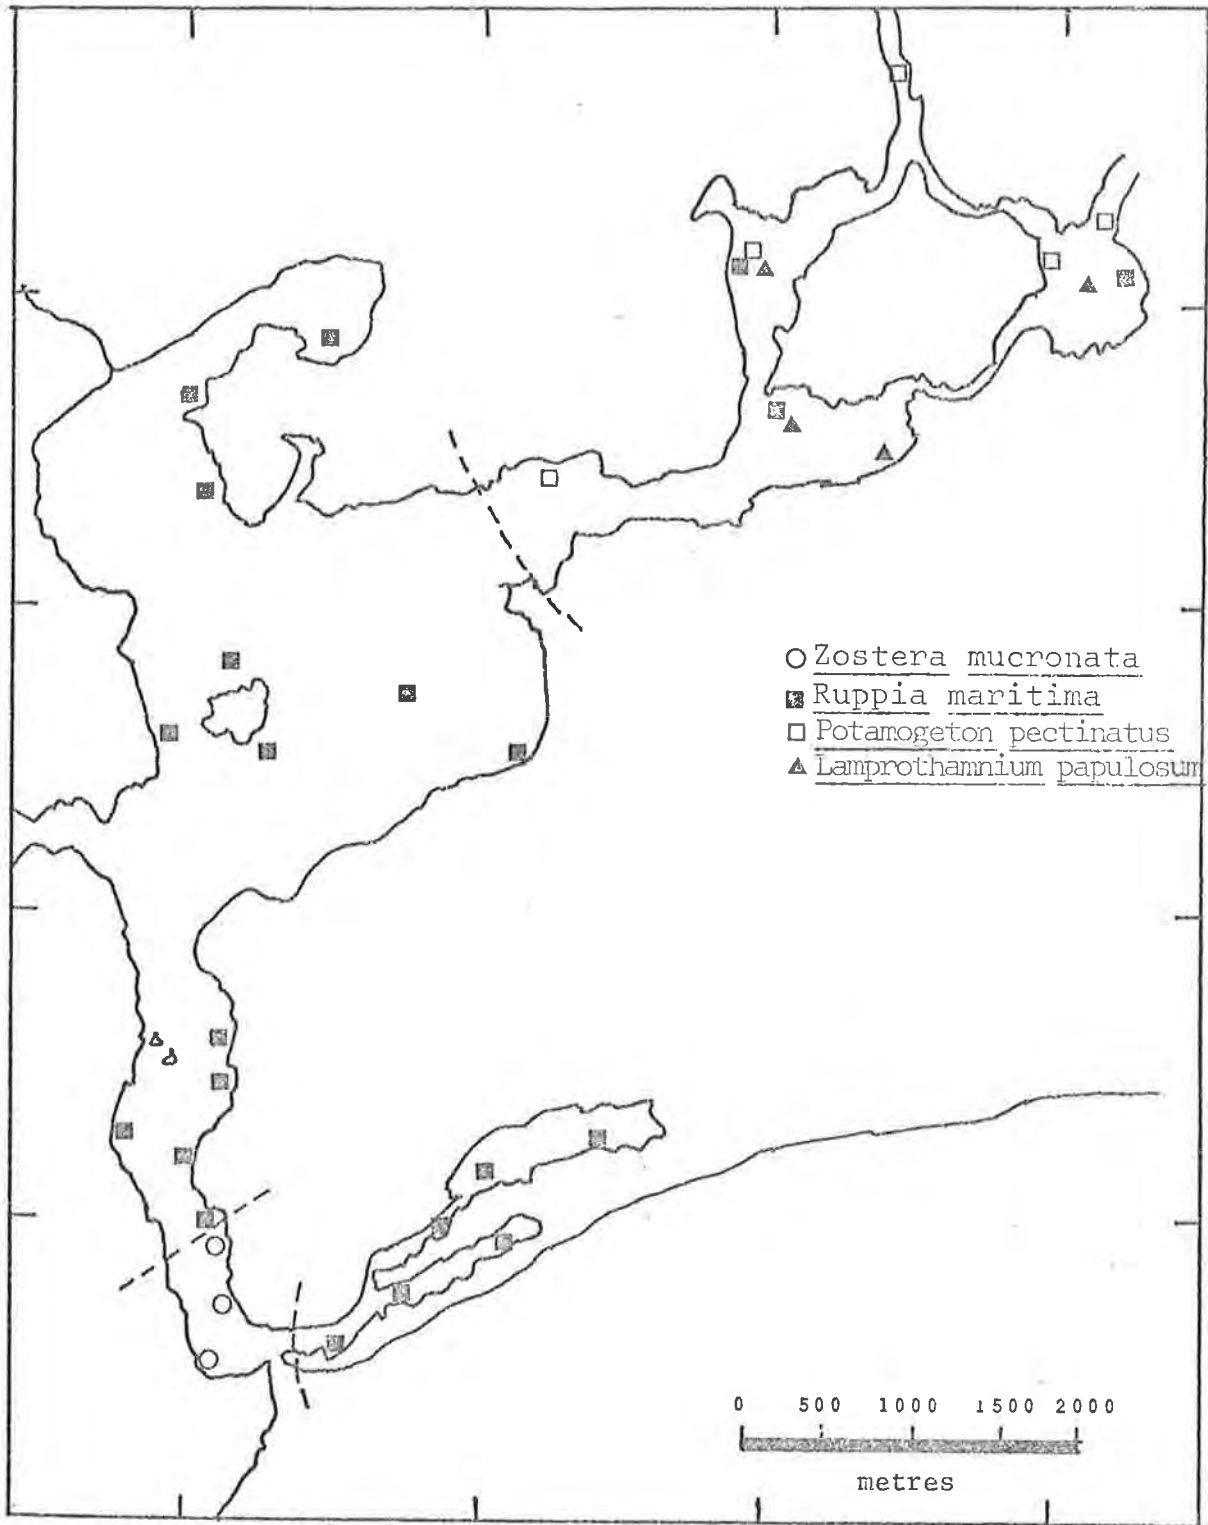 Zostera mucronata
Ruppia maritima
Potamogeton pectinatus
Lamprothamnium papulosum
0 500 1000 1500 2000
metres